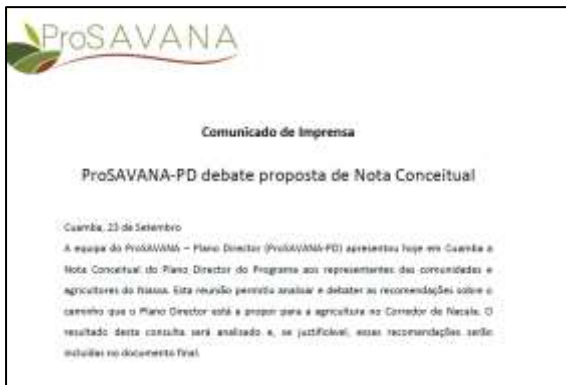 ProSAVANA
Comunicado de Imprensa
ProSAVANA-PD debate proposta de Nota Conceitual
Cuamba, 23 de Setembro
A equipa do ProSAVANA – Plano Director (ProSAVANA-PD) apresentou hoje em Cuamba a
Nota Conceitual do Plano Director do Programa aos representantes das comunidades e
agricultores do Niassa. Esta reunião permitiu analisar e debater as recomendações sobre o
caminho que o Plano Director está a propor para a agricultura no Corredor de Nacala. O
resultado desta consulta será analisado e, se justificável, essas recomendações serão
incluídas no documento final.